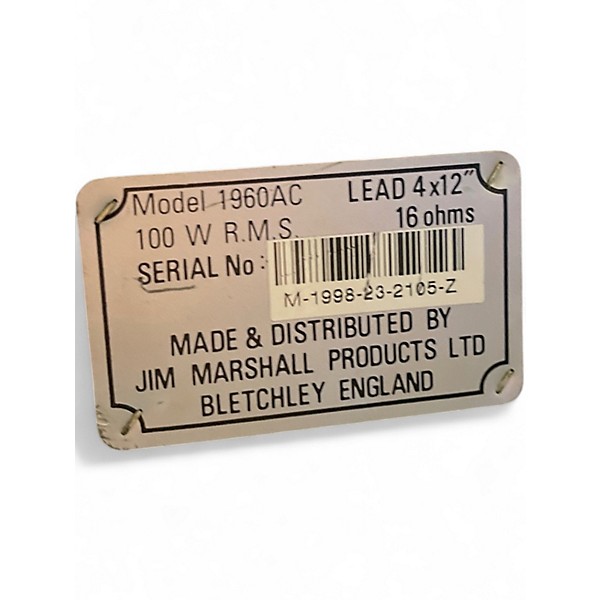 Model 1960AC LEAD 4x12"
100 W R.M.S. 16 ohms
SERIAL No :
M-1998-23-2105-Z
MADE & DISTRIBUTED BY
JIM MARSHALL PRODUCTS LTD
BLETCHLEY ENGLAND